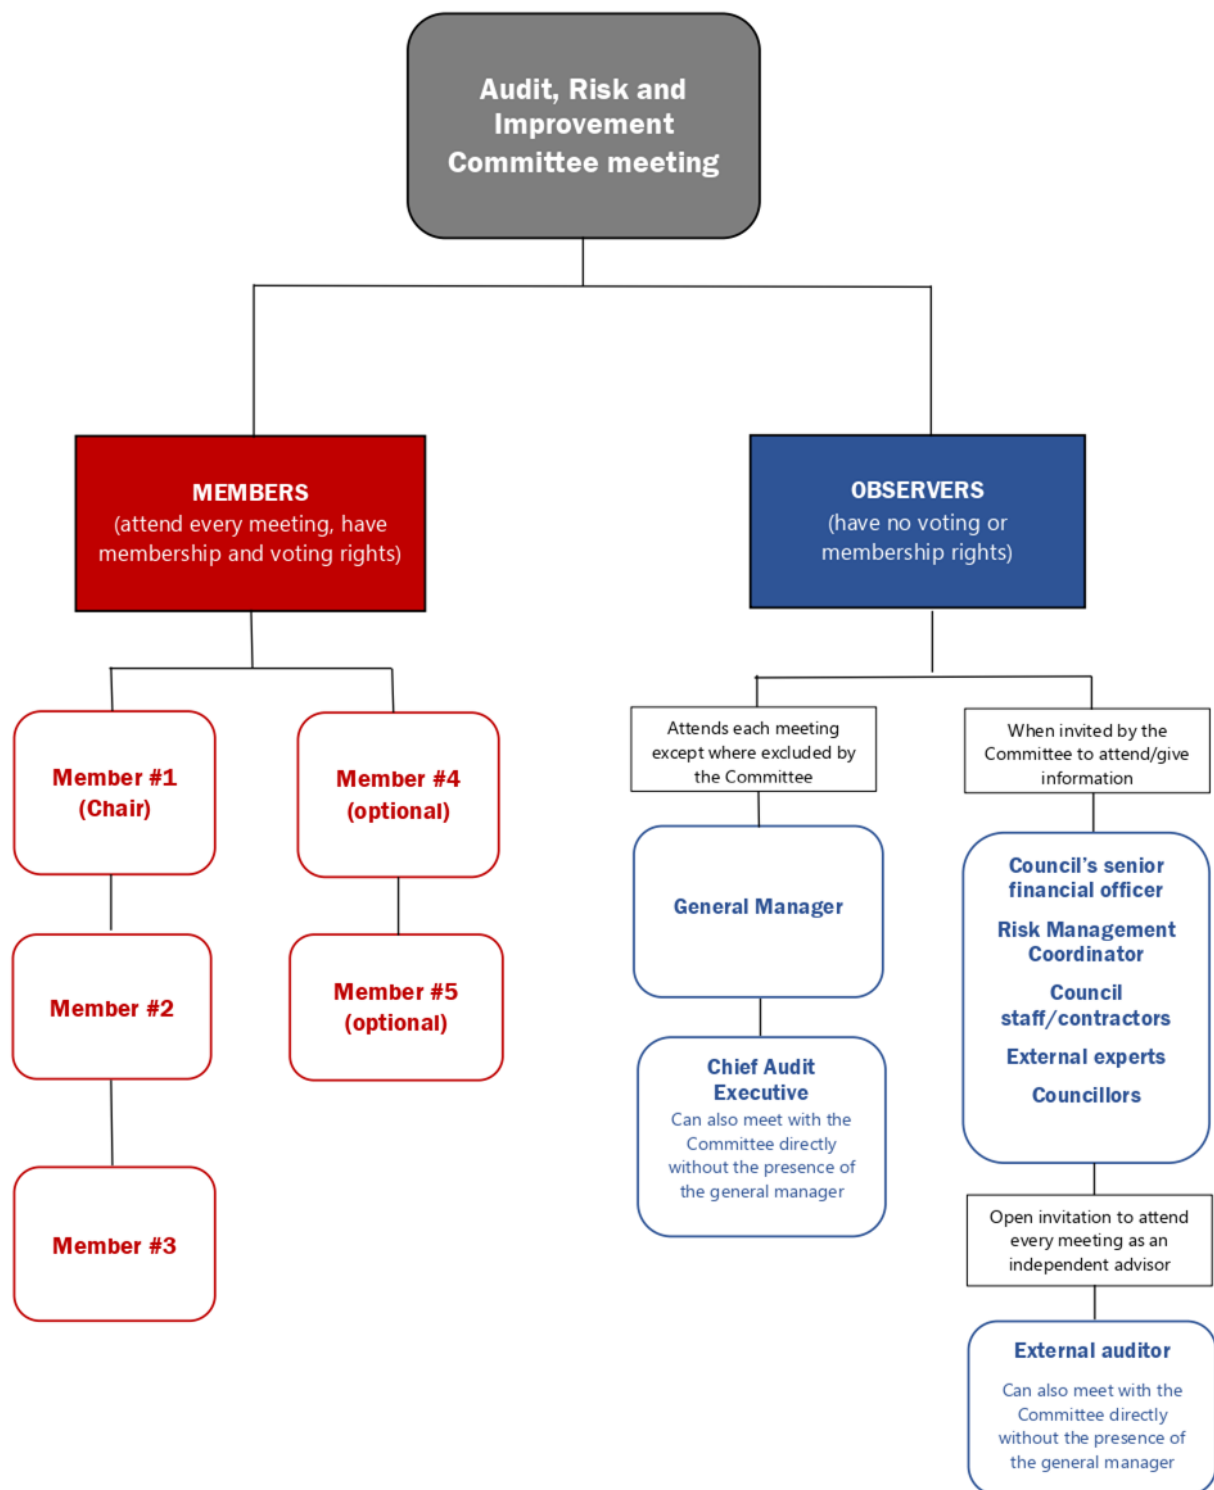 Audit, Risk and
Improvement
Committee meeting
MEMBERS
(attend every meeting, have
membership and voting rights)
OBSERVERS
(have no voting or
membership rights)
Member #1
(Chair)
Member #2
Member #3
Member #4
(optional)
Member #5
(optional)
Attends each meeting
except where excluded by
the Committee
General Manager
Chief Audit
Executive
Can also meet with the
Committee directly
without the presence of
the general manager
When invited by the
Committee to attend/give
information
Council’s senior
financial officer
Risk Management
Coordinator
Council
staff/contractors
External experts
Councillors
Open invitation to attend
every meeting as an
independent advisor
External auditor
Can also meet with the
Committee directly
without the presence of
the general manager